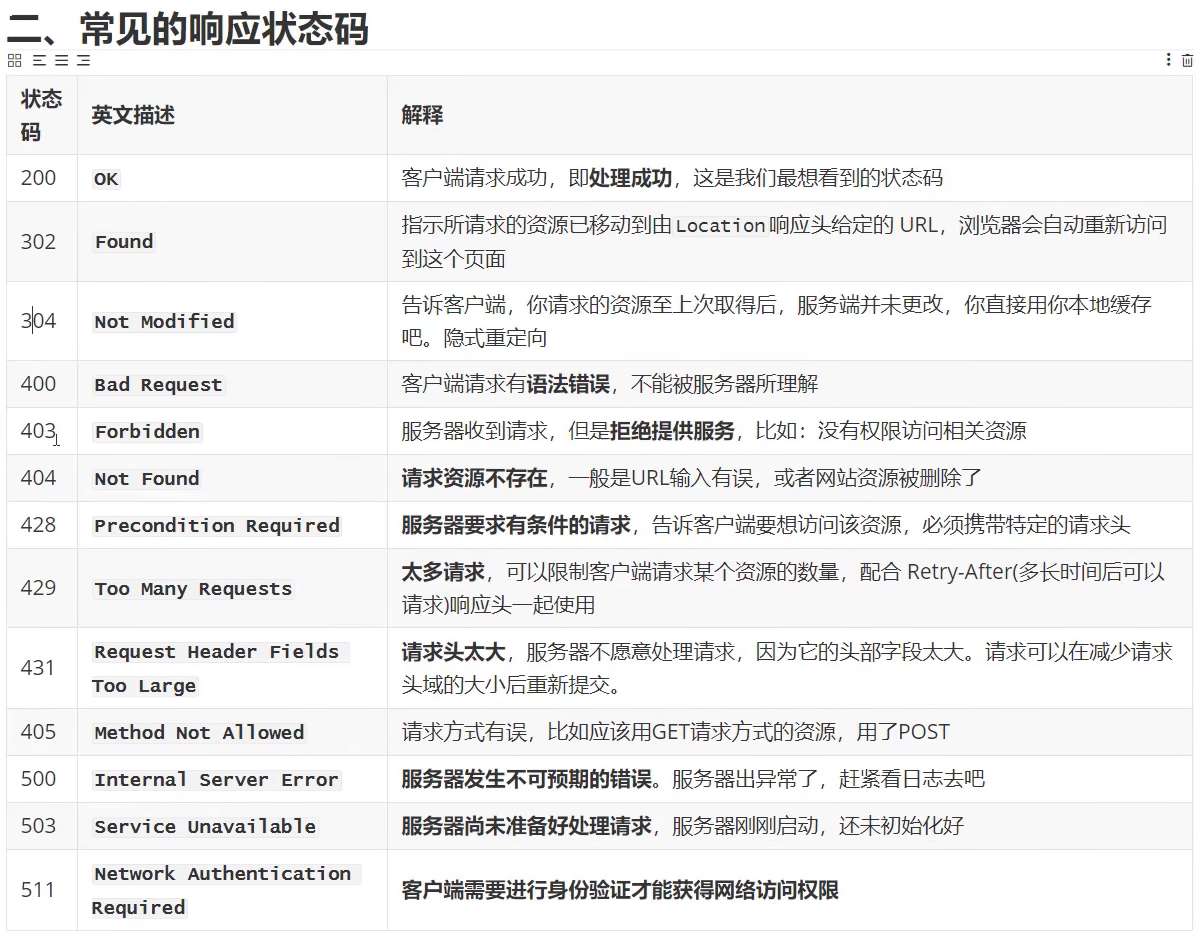 二、常见的响应状态码
状态
码
英文描述
解释
200
OK
客户端请求成功，即处理成功，这是我们最想看到的状态码
302
Found
指示所请求的资源已移动到由Location响应头给定的 URL，浏览器会自动重新访问
到这个页面
304
Not Modified
告诉客户端，你请求的资源至上次取得后，服务端并未更改，你直接用你本地缓存
吧。隐式重定向
400
Bad Request
客户端请求有语法错误，不能被服务器所理解
403
Forbidden
服务器收到请求，但是拒绝提供服务，比如：没有权限访问相关资源
404
Not Found
请求资源不存在，一般是URL输入有误，或者网站资源被删除了
428
Precondition Required
服务器要求有条件的请求，告诉客户端要想访问该资源，必须携带特定的请求头
429
Too Many Requests
太多请求，可以限制客户端请求某个资源的数量，配合 Retry-After(多长时间后可以
请求)响应头一起使用
431
Request Header Fields
Too Large
请求头太大，服务器不愿意处理请求，因为它的头部字段太大。请求可以在减少请求
头域的大小后重新提交。
405
Method Not Allowed
请求方式有误，比如应该用GET请求方式的资源，用了POST
500
Internal Server Error
服务器发生不可预期的错误。服务器出异常了，赶紧看日志去吧
503
Service Unavailable
服务器尚未准备好处理请求，服务器刚刚启动，还未初始化好
511
Network Authentication
Required
客户端需要进行身份验证才能获得网络访问权限